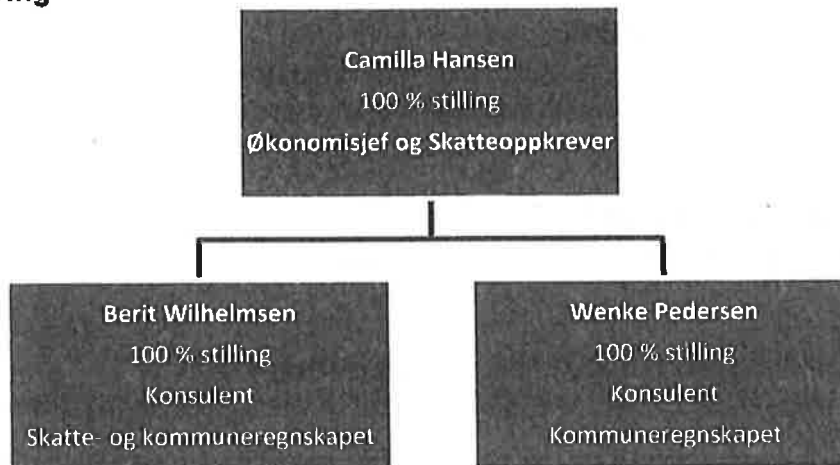 Camilla Hansen
100 % stilling
Økonomisjef og Skatteoppkrever
Berit Wilhelmsen
100 % stilling
Konsulent
Skatte- og kommuneregnskapet
Wenke Pedersen
100 % stilling
Konsulent
Kommuneregnskapet